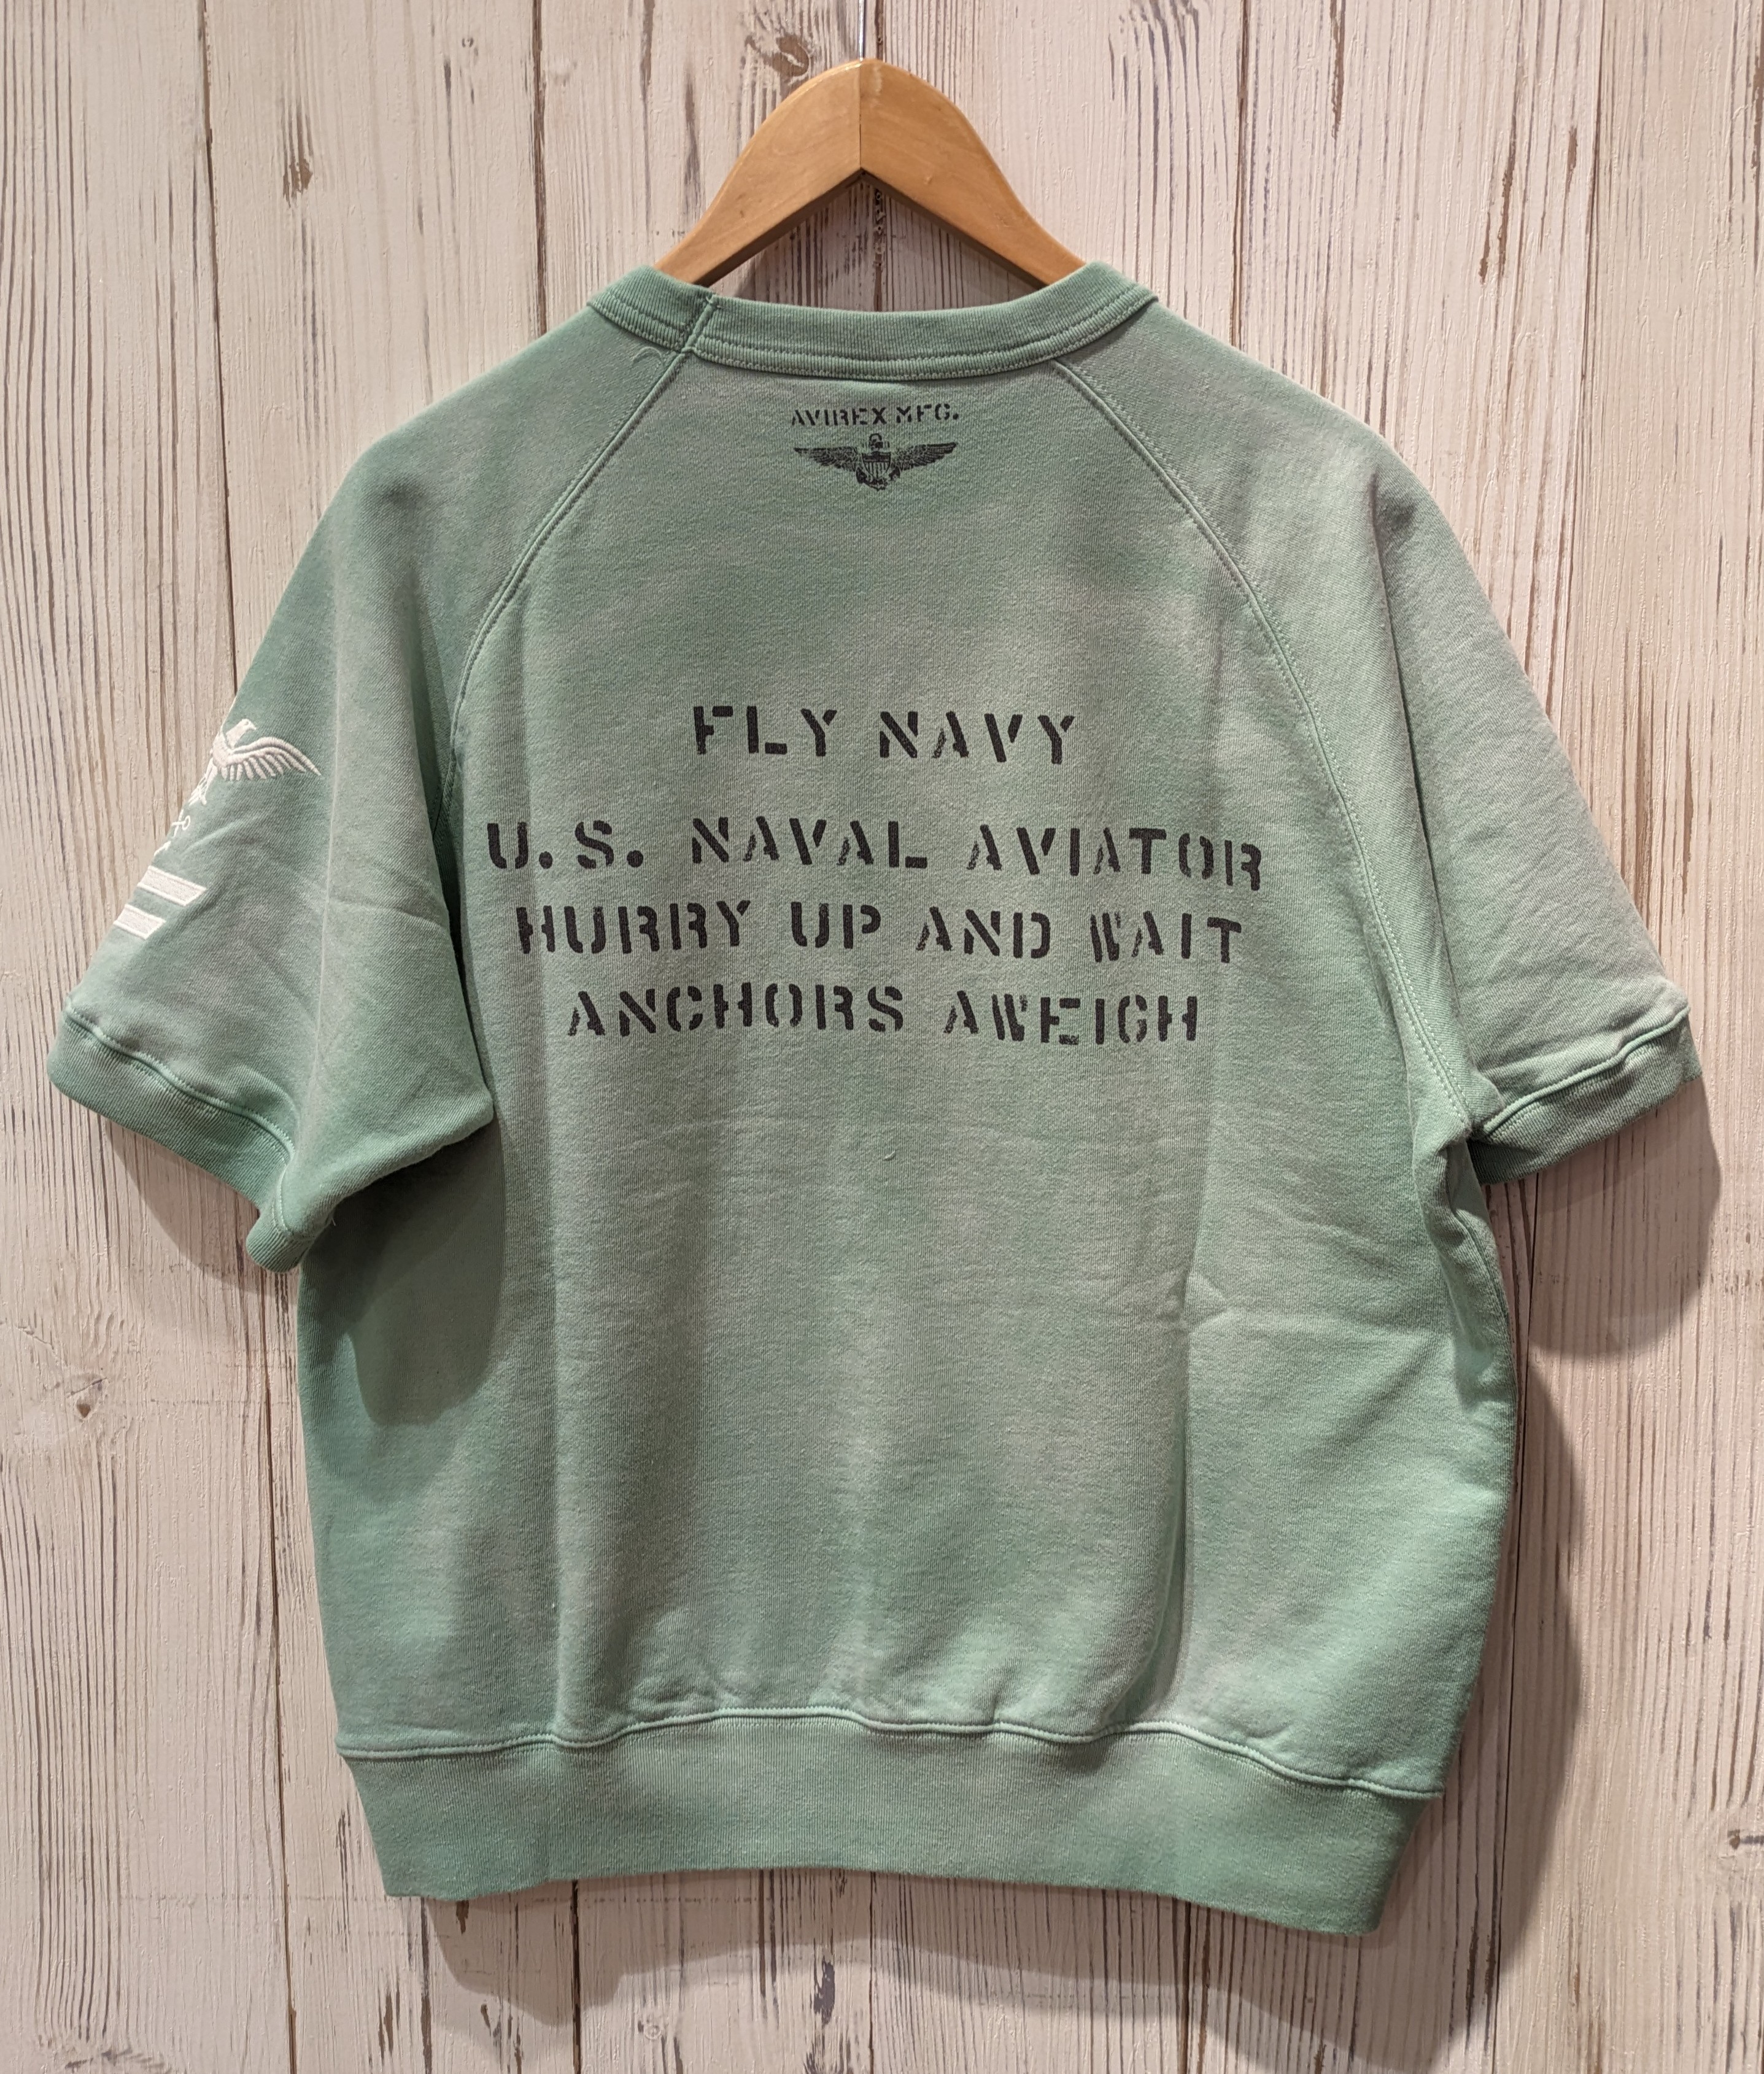 AVIREX MFG.
FLY NAVY
U.S. NAVAL AVIATOR
HURRY UP AND WAIT
ANCHORS AWEIGH